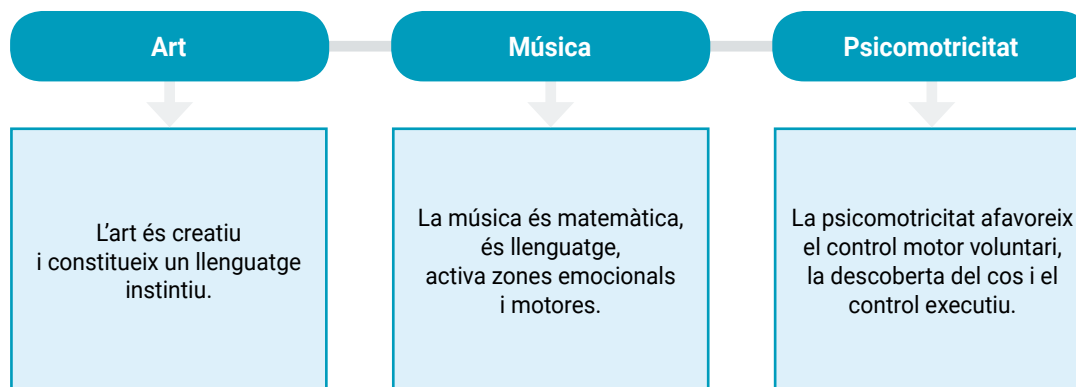 Art
Música
Psicomotricitat
L'art és creatiu
i constitueix un llenguatge
instintiu.
La música és matemàtica,
és llenguatge,
activa zones emocionals
i motores.
La psicomotricitat afavoreix
el control motor voluntari,
la descoberta del cos i el
control executiu.